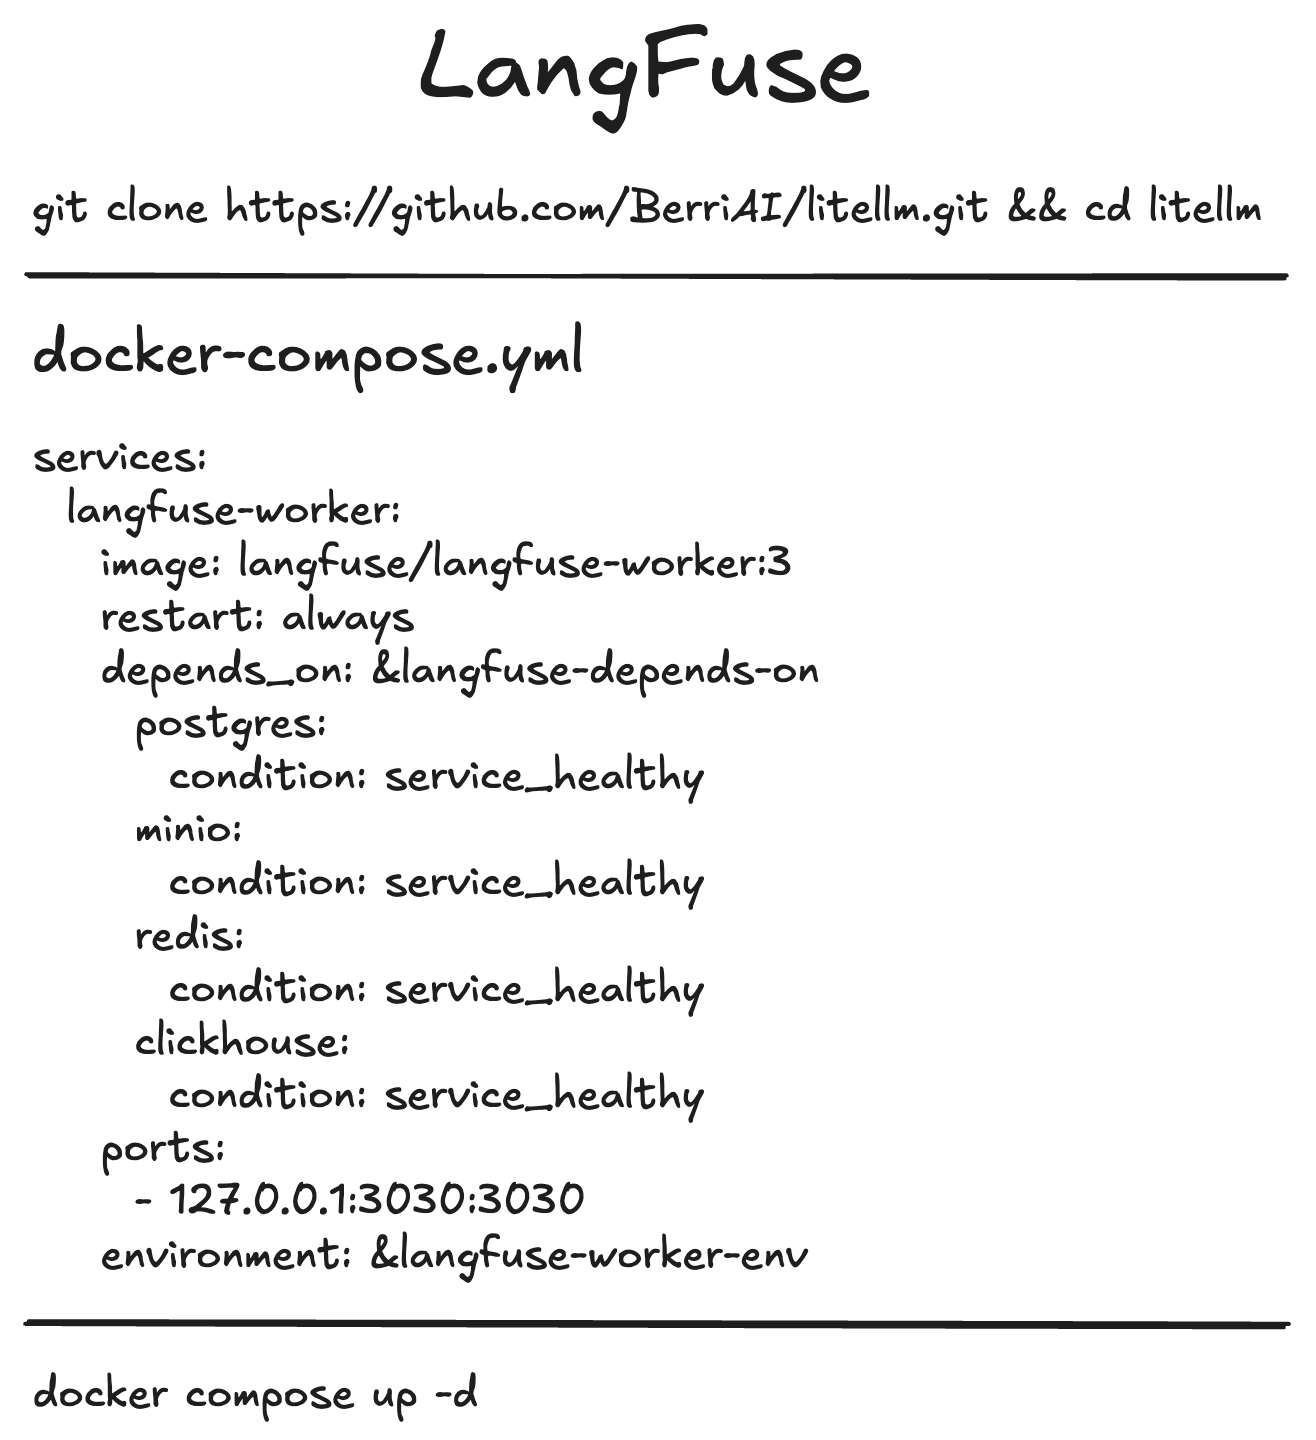 LangFuse
git clone https://github.com/BerriAI/litellm.git && cd litellm
docker-compose.yml
services:
  langfuse-worker:
    image: langfuse/langfuse-worker:3
    restart: always
    depends_on: &langfuse-depends-on
      postgres:
        condition: service_healthy
      minio:
        condition: service_healthy
      redis:
        condition: service_healthy
      clickhouse:
        condition: service_healthy
    ports:
      - 127.0.0.1:3030:3030
    environment: &langfuse-worker-env
docker compose up -d